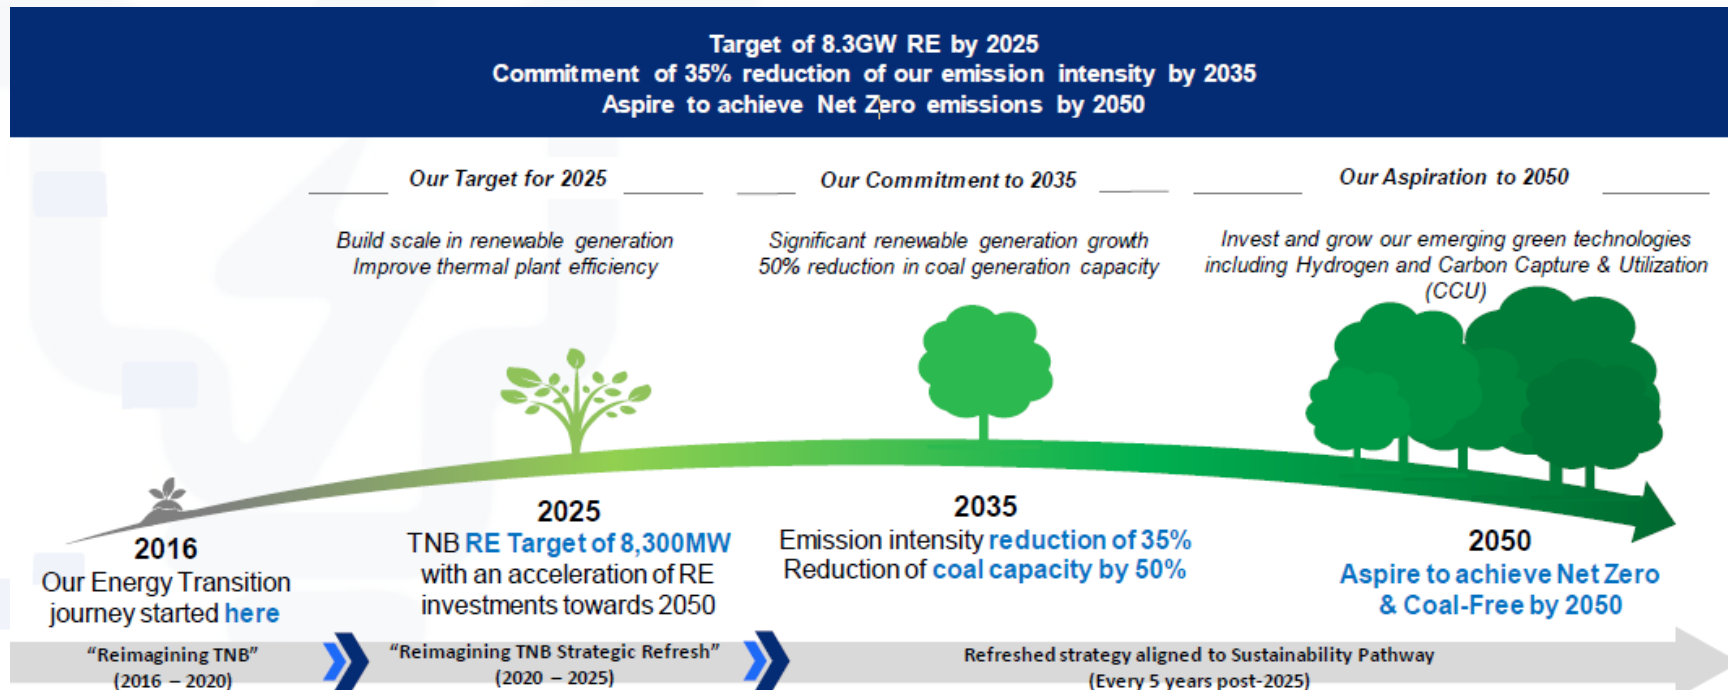 Target of 8.3GW RE by 2025
Commitment of 35% reduction of our emission intensity by 2035
Aspire to achieve Net Zero emissions by 2050
Our Target for 2025
Build scale in renewable generation
Improve thermal plant efficiency
Our Commitment to 2035
Significant renewable generation growth
50% reduction in coal generation capacity
Our Aspiration to 2050
Invest and grow our emerging green technologies
including Hydrogen and Carbon Capture & Utilization
(CCU)
2016
Our Energy Transition
journey started here
2025
TNB RE Target of 8,300MW
with an acceleration of RE
investments towards 2050
2035
Emission intensity reduction of 35%
Reduction of coal capacity by 50%
2050
Aspire to achieve Net Zero
& Coal-Free by 2050
“Reimagining TNB”
(2016 – 2020)
“Reimagining TNB Strategic Refresh”
(2020 – 2025)
Refreshed strategy aligned to Sustainability Pathway
(Every 5 years post-2025)